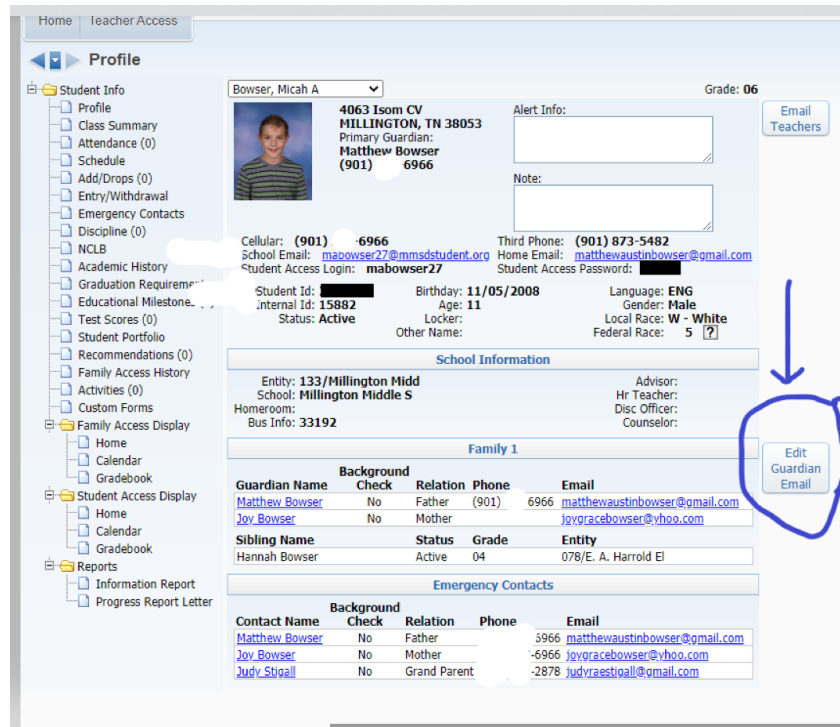 Home Teacher Access
Profile
Student Info
Profile
Class Summary
Attendance (0)
Schedule
Add/Drops (0)
Entry/Withdrawal
Emergency Contacts
Discipline (0)
NCLB
Academic History
Graduation
Educational Milestones
Test Scores (0)
Student Portfolio
Recommendations (0)
Family Access History
Activities (0)
Custom Forms
Family Access Display
Home
Calendar
Gradebook
Student Access Display
Home
Calendar
Gradebook
Reports
Information Report
Progress Report Letter
Bowser, Micah A Grade: 06
4063 Isom CV
MILLINGTON, TN 38053
Primary Guardian:
Matthew Bowser
(901) 6966
Alert Info:
Note:
Email
Teachers
Cellular: (901) -6966 Third Phone: (901) 873-5482
School Email: mabowser27@mmsdstudent.org Home Email: matthewaustinbowser@gmail.com
Student Access Login: mabowser27 Student Access Password:
Student Id: Birthday: 11/05/2008 Language: ENG
Internal Id: 15882 Age: 11 Gender: Male
Status: Active Locker: Local Race: W - White
Other Name: Federal Race: 5 ?
School Information
Entity: 133/Millington Midd Advisor:
School: Millington Middle S Hr Teacher:
Homeroom: Disc Officer:
Bus Info: 33192 Counselor:
Family 1
Edit
Guardian
Email
Guardian Name Background Check Relation Phone Email
Matthew Bowser No Father (901) 6966 matthewaustinbowser@gmail.com
Joy Bowser No Mother joygracebowser@yhoo.com
Sibling Name Status Grade Entity
Hannah Bowser Active 04 078/E. A. Harrold El
Emergency Contacts
Contact Name Background Check Relation Phone Email
Matthew Bowser No Father 6966 matthewaustinbowser@gmail.com
Joy Bowser No Mother -6966 joygracebowser@yhoo.com
Judy Stigall No Grand Parent -2878 judyraestigall@gmail.com